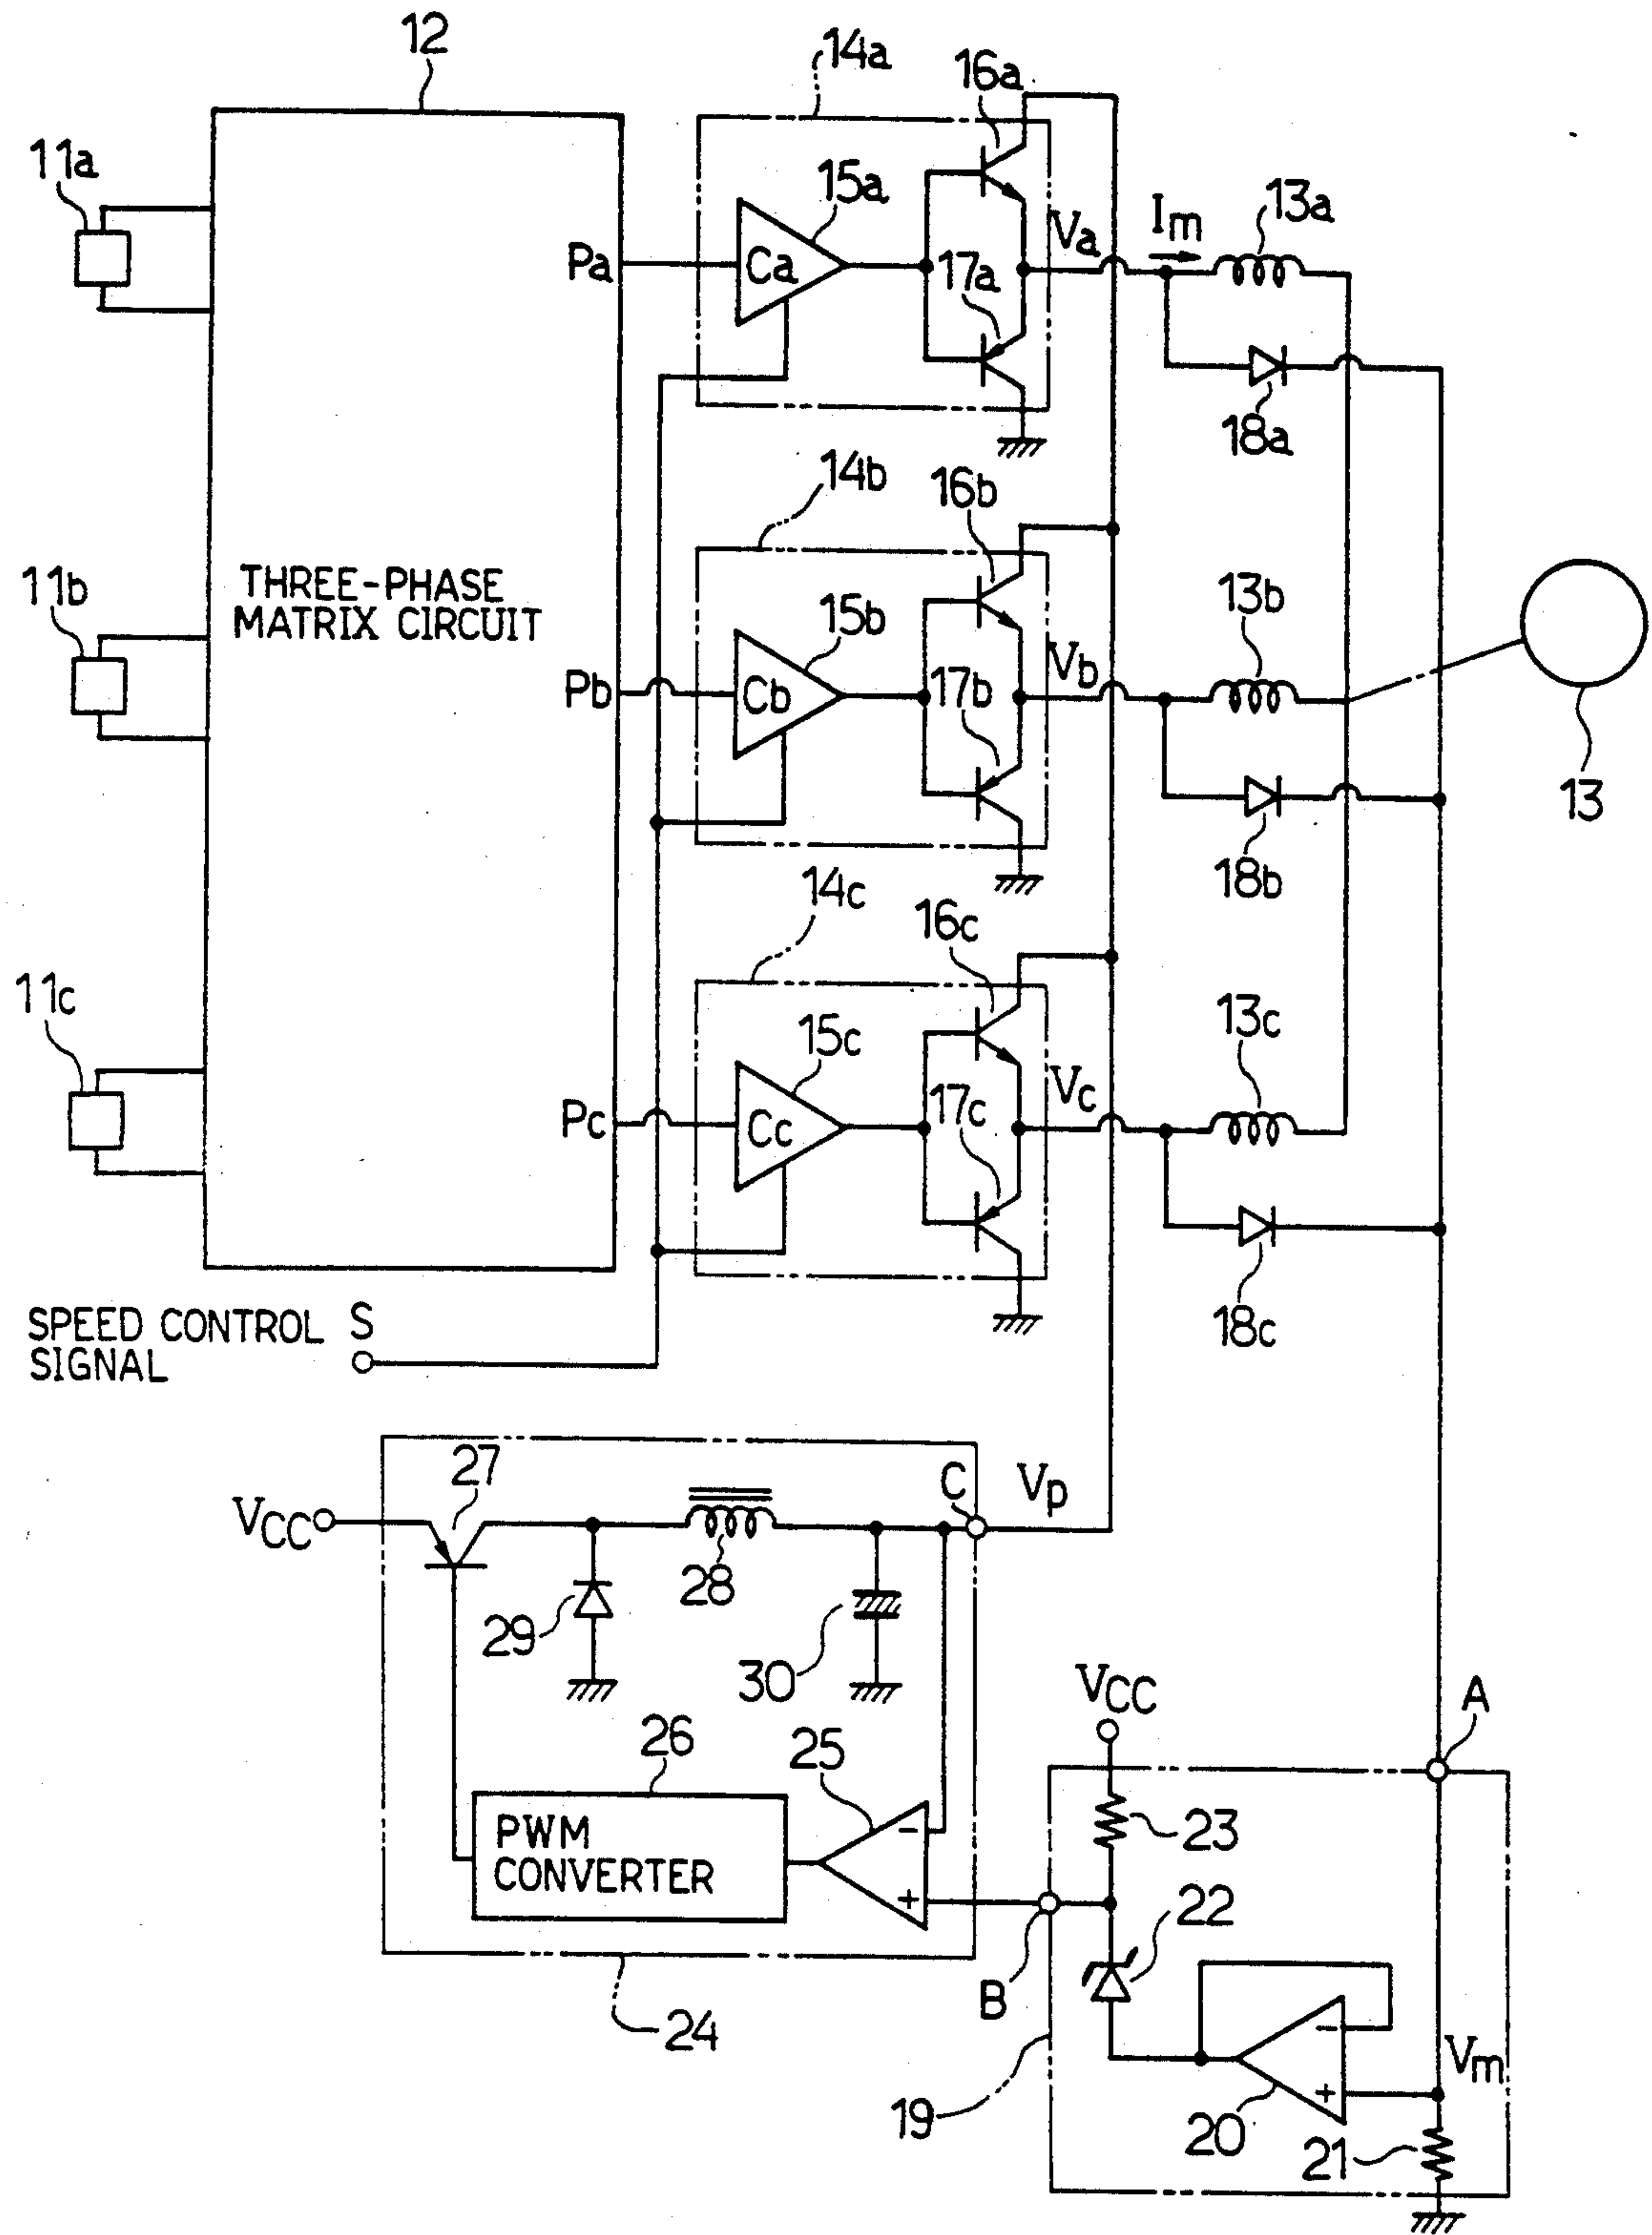 12
14a
16a
11a
15a
13a
Pa
Ca
17a
Va
Im
18a
14b
16b
11b
THREE-PHASE
MATRIX CIRCUIT
15b
13b
Pb
Cb
17b
Vb
13
18b
14c
16c
11c
15c
13c
Pc
Cc
17c
Vc
18c
SPEED CONTROL S
SIGNAL
27
C
Vp
VCC
28
29
30
VCC
A
26
25
PWM
CONVERTER
-
+
23
22
B
24
-
+
Vm
19
20
21